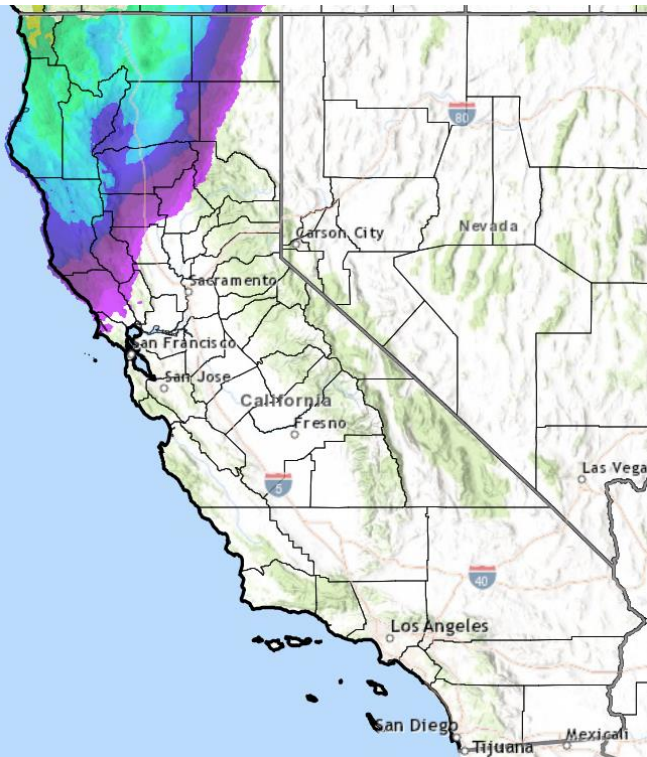 80
Nevada
Carson City
Sacramento
San Francisco
San Jose
California
Fresno
Las Vega
5
40
Los Angeles
San Diego
Mexicali
Tijuana